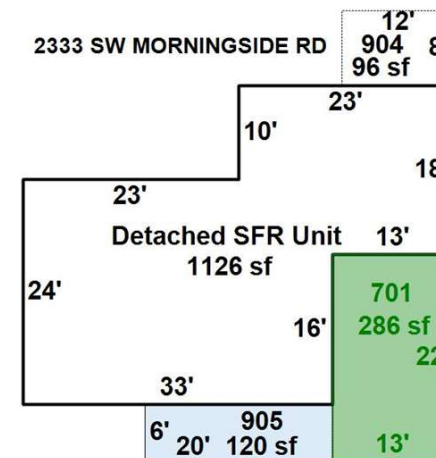 12'
2333 SW MORNINGSIDE RD
904
96 sf
23'
10'
23'
Detached SFR Unit
13'
1126 sf
24'
701
286 sf
16'
33'
6'
905
20'
120 sf
13'